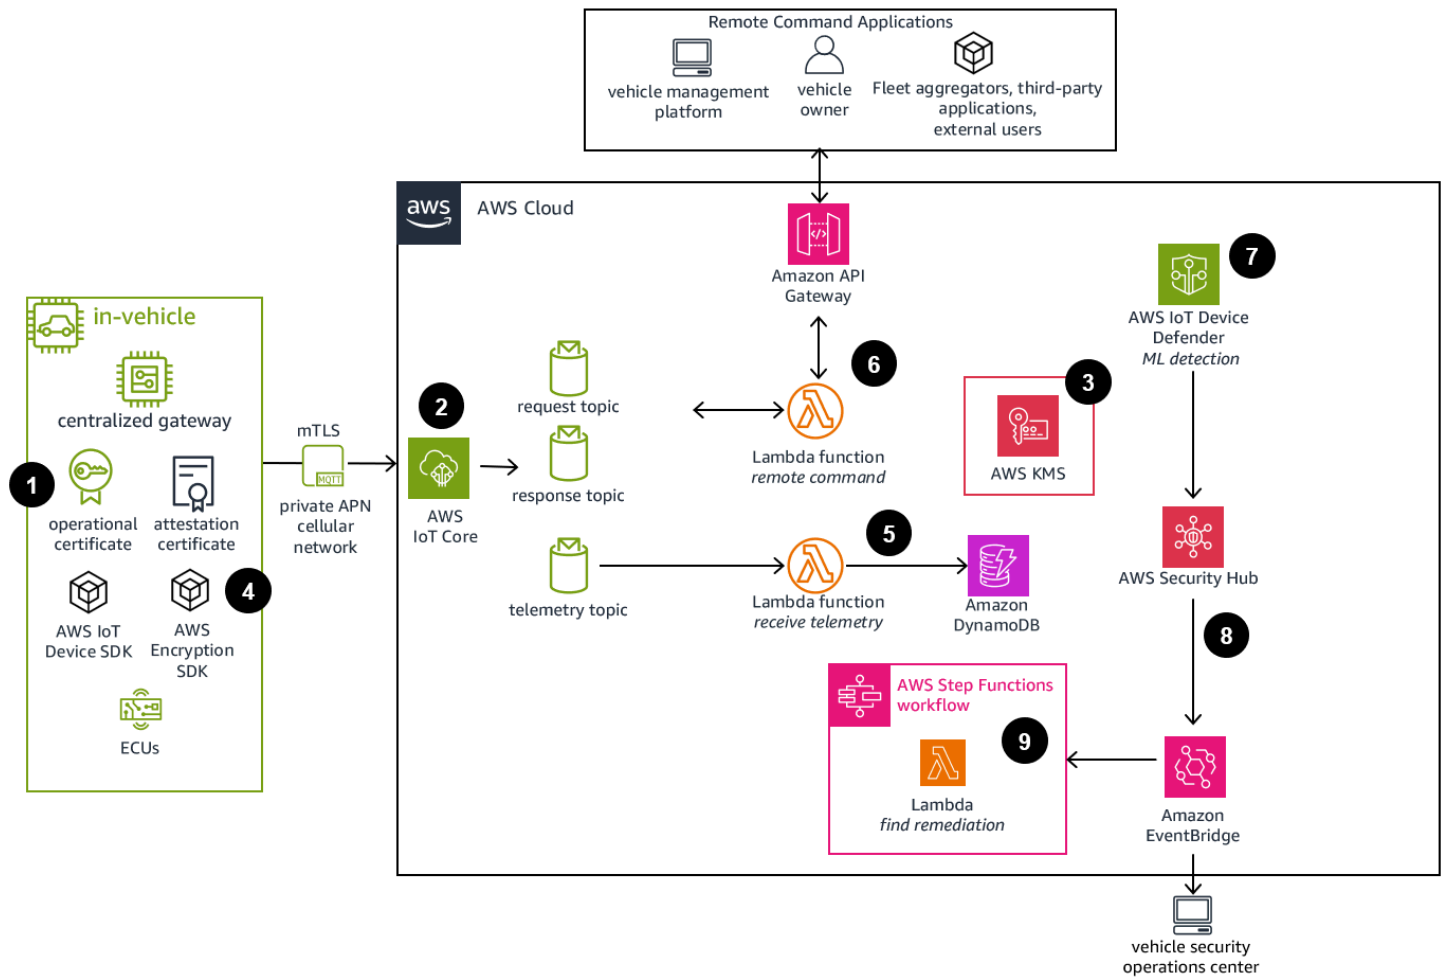 Remote Command Applications
vehicle management
platform
vehicle
owner
Fleet aggregators, third-party
applications,
external users
aws
AWS Cloud
Amazon API
Gateway
7
AWS IoT Device
Defender
ML detection
in-vehicle
centralized gateway
1
operational
certificate
attestation
certificate
4
AWS IoT
Device SDK
AWS
Encryption
SDK
ECUs
mTLS
MQTT
private APN
cellular
network
2
AWS
IoT Core
request topic
response topic
telemetry topic
6
Lambda function
remote command
3
AWS KMS
5
Lambda function
receive telemetry
Amazon
DynamoDB
AWS Security Hub
8
AWS Step Functions
workflow
9
Lambda
find remediation
Amazon
EventBridge
vehicle security
operations center